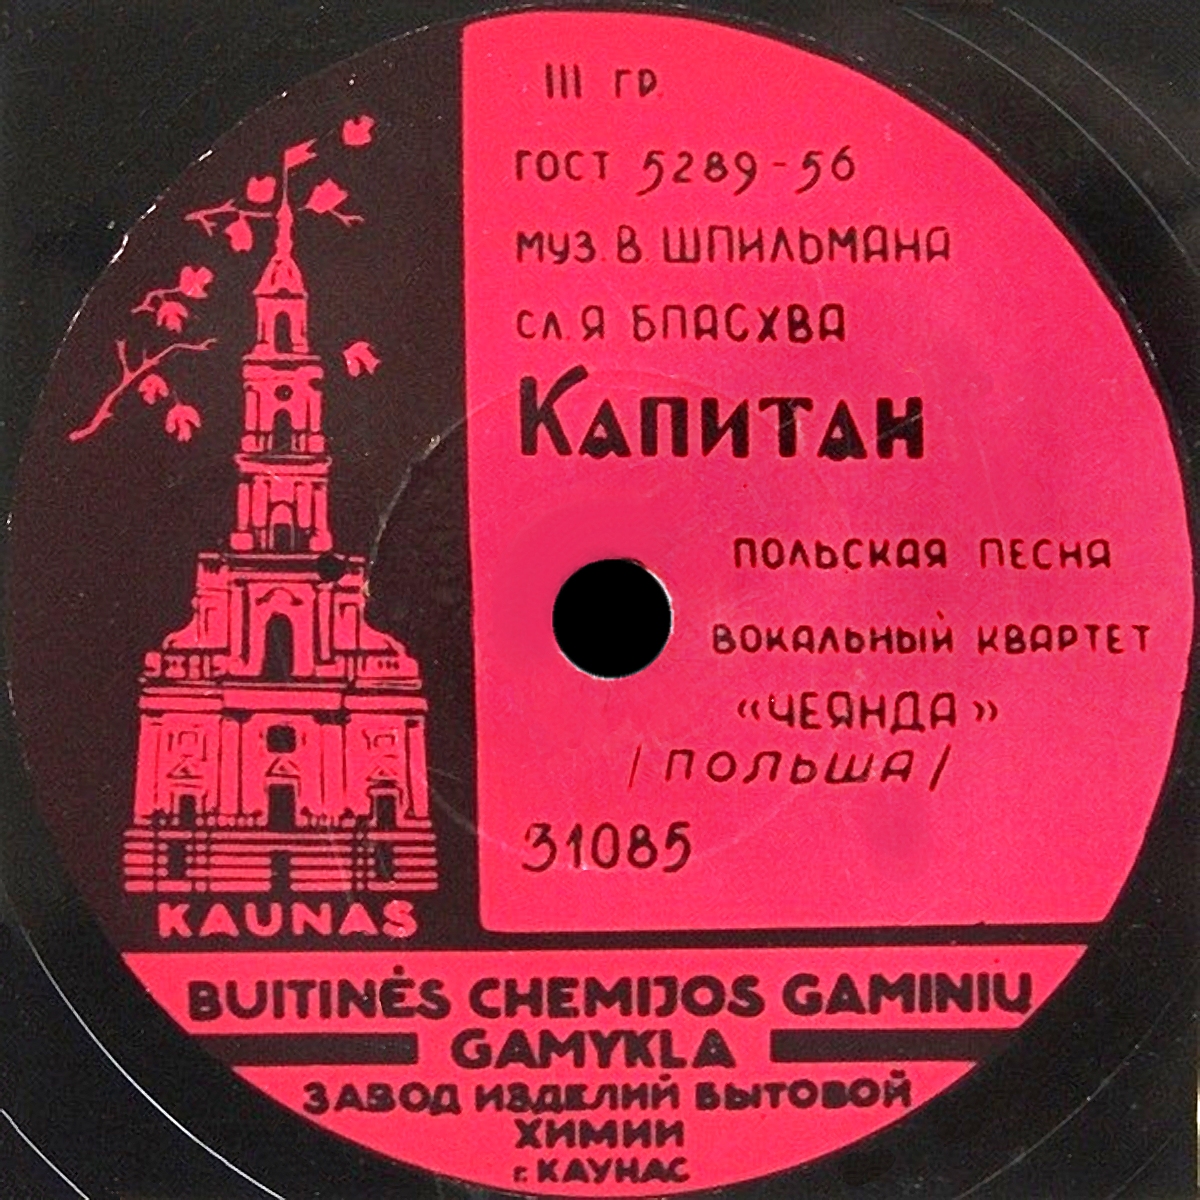 III ГР.
ГОСТ 5289-56
МУЗ. В. ШПИЛЬМАНА
СЛ. Я БПАСХВА
КАПИТАН
ПОЛЬСКАЯ ПЕСНЯ
ВОКАЛЬНЫЙ КВАРТЕТ
«ЧЕЯНДА»
/ПОЛЬША/
31085
KAUNAS
BUITINĖS CHEMIJOS GAMINIŲ
GAMYKLA
ЗАВОД ИЗДЕЛИЙ БЫТОВОЙ
ХИМИИ
г. КАУНАС